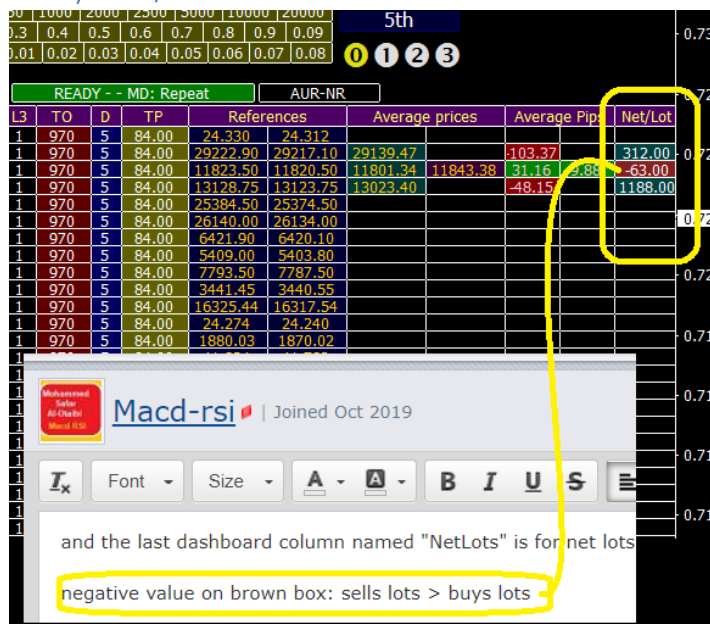 1000 2000 2500 5000 10000 20000
0.3 0.4 0.5 0.6 0.7 0.8 0.9 0.09
0.01 0.02 0.03 0.04 0.05 0.06 0.07 0.08
5th
0 1 2 3
READY - - MD: Repeat AUR-NR
L3 TO D TP References Average prices Average Pips Net/Lot
1 970 5 84.00 24.330 24.312
1 970 5 84.00 29222.90 29217.10 29139.47 -103.37 312.00
1 970 5 84.00 11823.50 11820.50 11801.34 11843.38 31.16 -63.00
1 970 5 84.00 13128.75 13123.75 13023.40 -48.15 1188.00
1 970 5 84.00 25384.50 25374.50
1 970 5 84.00 26140.00 26134.00
1 970 5 84.00 6421.90 6420.10
1 970 5 84.00 5409.00 5403.80
1 970 5 84.00 7793.50 7787.50
1 970 5 84.00 3441.45 3440.55
1 970 5 84.00 16325.44 16317.54
1 970 5 84.00 24.274 24.240
1 970 5 84.00 1880.03 1870.02
Mohammed
Safar
Al-Otaibi
Macd RSI
Macd-rsi | Joined Oct 2019
Tx Font Size A A B I U S
and the last dashboard column named "NetLots" is for net lots
negative value on brown box: sells lots > buys lots